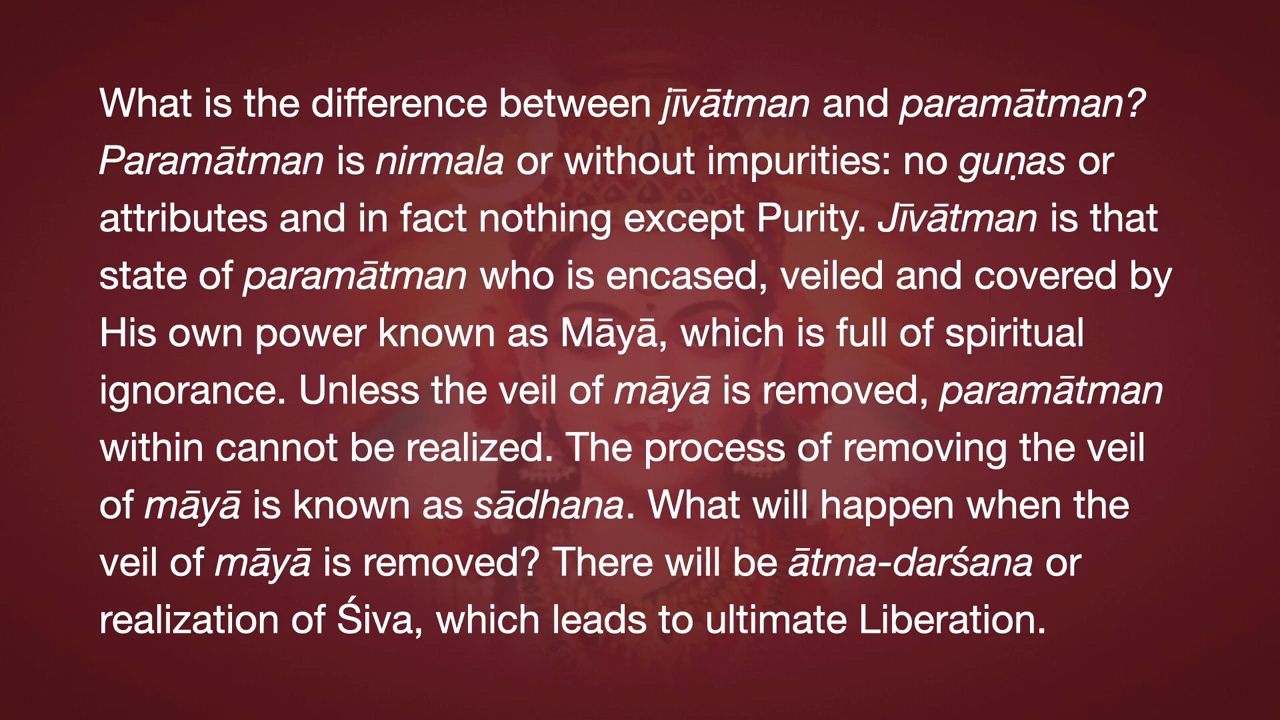 What is the difference between jīvātman and paramātman?
Paramātman is nirmala or without impurities: no guṇas or
attributes and in fact nothing except Purity. Jīvātman is that
state of paramātman who is encased, veiled and covered by
His own power known as Māyā, which is full of spiritual
ignorance. Unless the veil of māyā is removed, paramātman
within cannot be realized. The process of removing the veil
of māyā is known as sādhana. What will happen when the
veil of māyā is removed? There will be ātma-darśana or
realization of Śiva, which leads to ultimate Liberation.